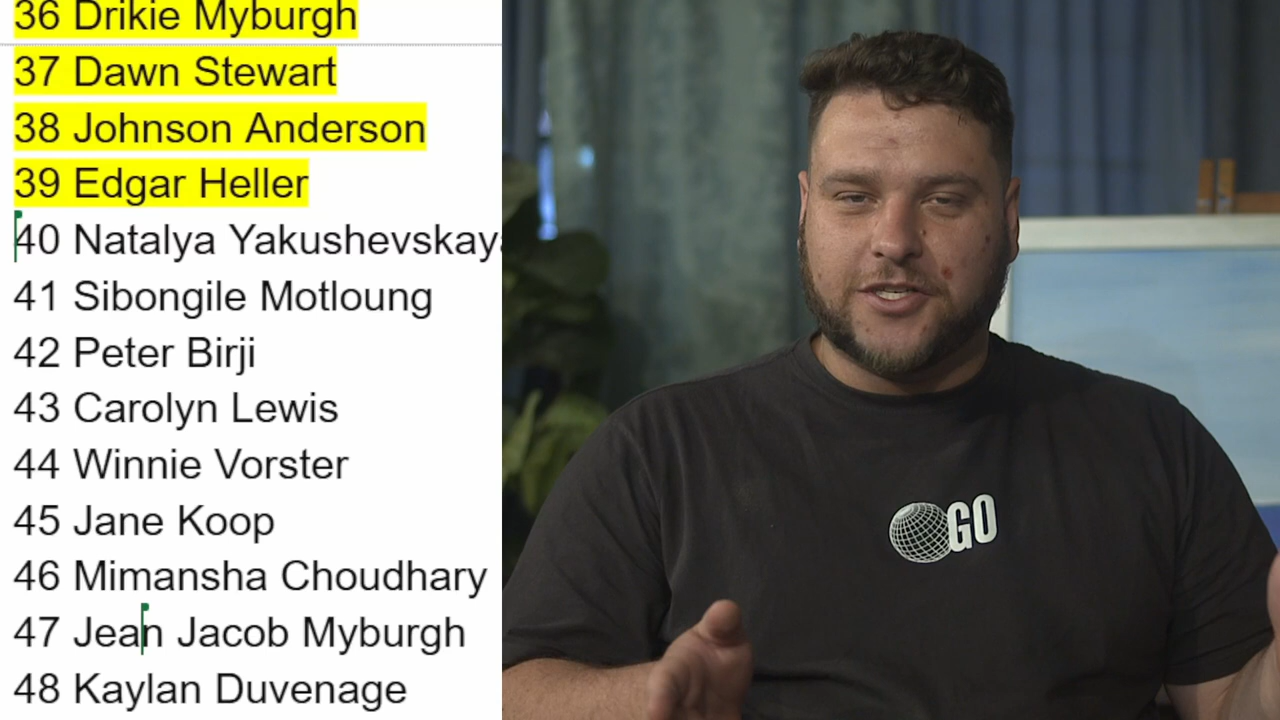 36 Drikie Myburgh
37 Dawn Stewart
38 Johnson Anderson
39 Edgar Heller
40 Natalya Yakushevskaya
41 Sibongile Motloung
42 Peter Birji
43 Carolyn Lewis
44 Winnie Vorster
45 Jane Koop
46 Mimansha Choudhary
47 Jean Jacob Myburgh
48 Kaylan Duvenage
GO